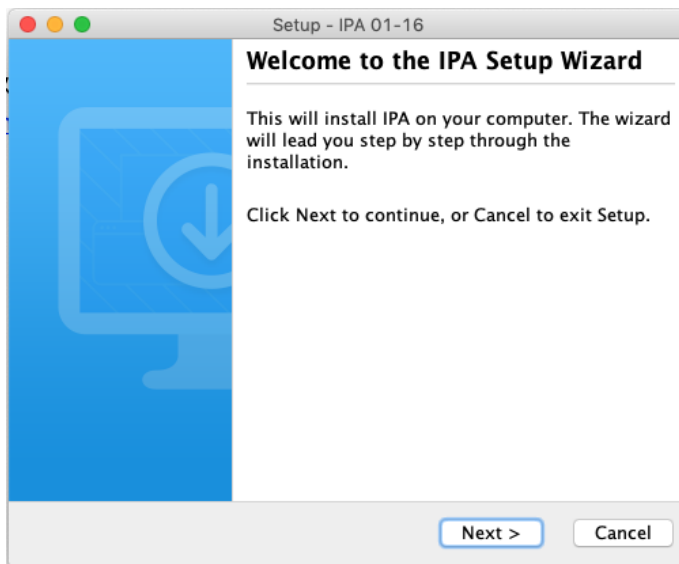 Setup - IPA 01-16
Welcome to the IPA Setup Wizard
This will install IPA on your computer. The wizard
will lead you step by step through the
installation.
Click Next to continue, or Cancel to exit Setup.
Next >
Cancel